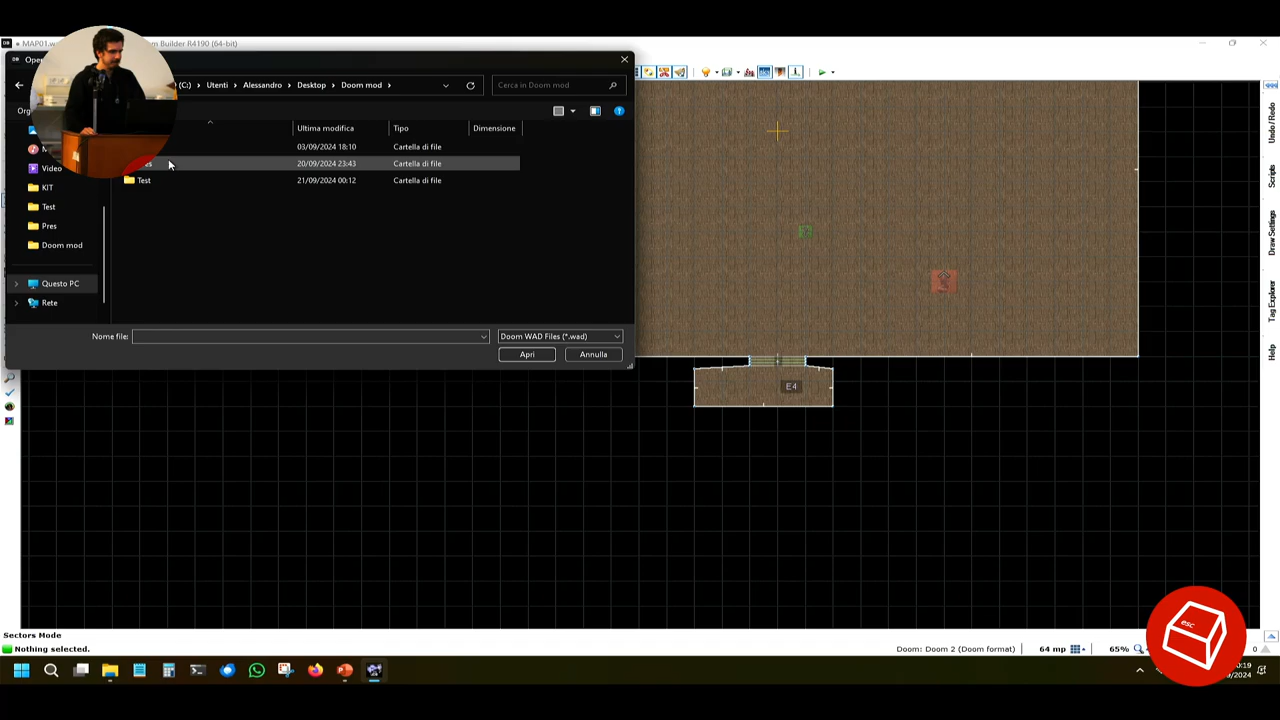 MAP01.w
om Builder R4190 (64-bit)
Ope
(C:) Utenti Alessandro Desktop Doom mod
Cerca in Doom mod
Org
Ultima modifica Tipo Dimensione
03/09/2024 18:10 Cartella di file
20/09/2024 23:43 Cartella di file
Test 21/09/2024 00:12 Cartella di file
Video
KIT
Test
Pres
Doom mod
Questo PC
Rete
Nome file:
Doom WAD Files (*.wad)
Apri Annulla
E4
Undo / Redo
Scripts
Draw Settings
Tag Explorer
Help
esc
Sectors Mode
Nothing selected.
Doom: Doom 2 (Doom format) 64 mp 65% 0